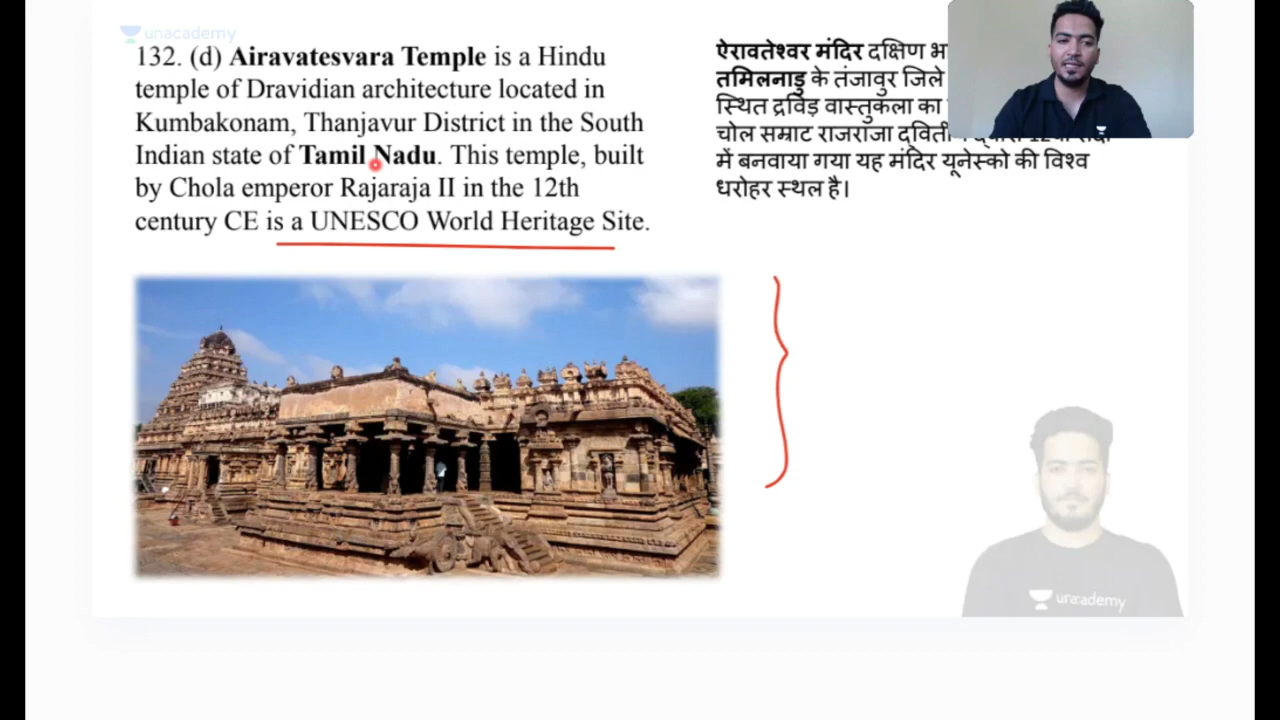 unacademy
132. (d) Airavatesvara Temple is a Hindu
temple of Dravidian architecture located in
Kumbakonam, Thanjavur District in the South
Indian state of Tamil Nadu. This temple, built
by Chola emperor Rajaraja II in the 12th
century CE is a UNESCO World Heritage Site.
ऐरावतेश्वर मंदिर दक्षिण
तमिलनाडु के तंजावुर जिले
स्थित द्रविड़ वास्तुकला का
चोल सम्राट राजराजा द्वितीय
में बनवाया गया यह मंदिर यूनेस्को की विश्व
धरोहर स्थल है।
unacademy